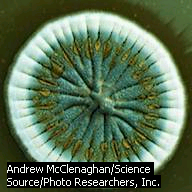 Andrew McClenaghan/Science
Source/Photo Researchers, Inc.